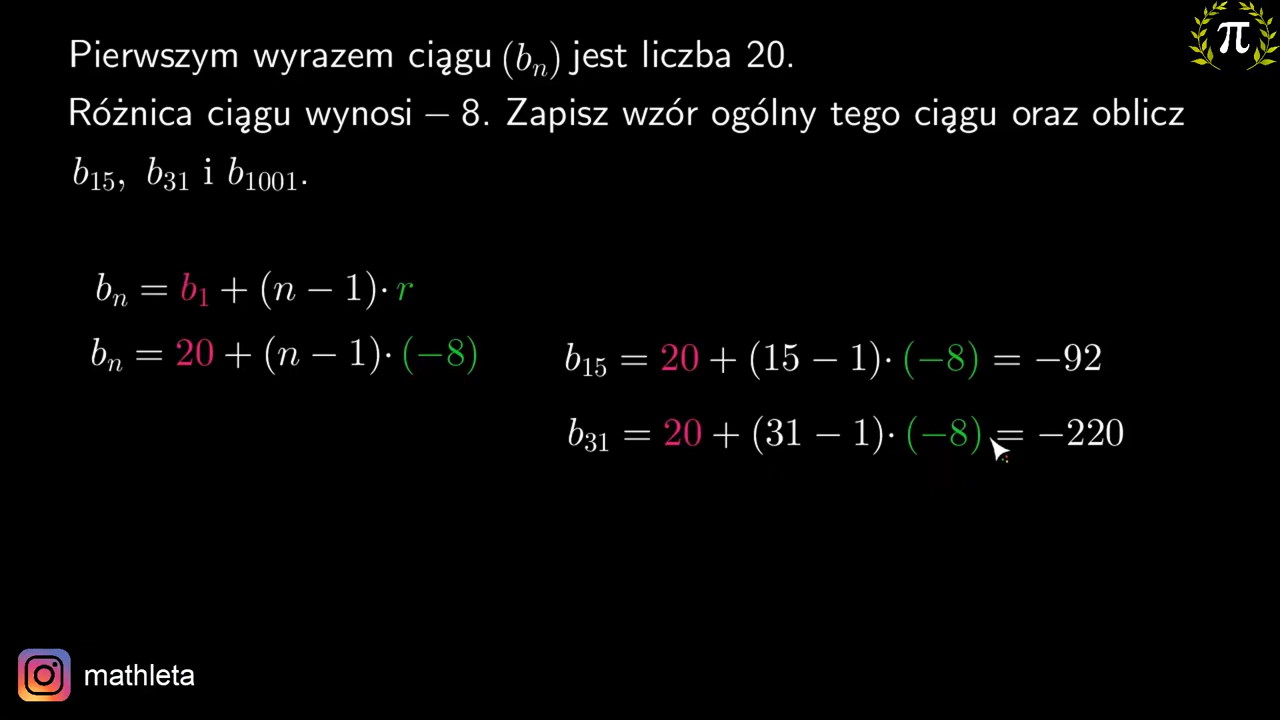 Pierwszym wyrazem ciągu (bₙ) jest liczba 20.
Różnica ciągu wynosi − 8. Zapisz wzór ogólny tego ciągu oraz oblicz
b₁₅, b₃₁ i b₁₀₀₁.
bₙ = b₁ + (n − 1)· r
bₙ = 20 + (n − 1)· (−8)
b₁₅ = 20 + (15 − 1)· (−8) = −92
b₃₁ = 20 + (31 − 1)· (−8) = −220
π
mathleta